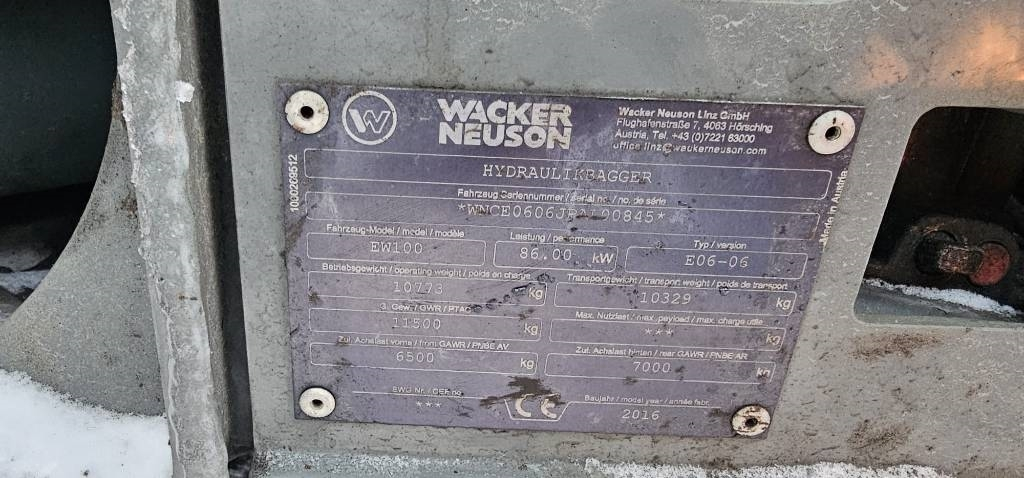 WACKER
NEUSON
Wacker Neuson Linz GmbH
Flughafenstraße 7, 4063 Hörsching
Austria, Tel. +43 (0)7221 63000
office.linz@wackerneuson.com
1000209512
HYDRAULIKBAGGER
Fahrzeug Seriennummer / serial no. / no. de série
Fahrzeug-Model / model / modèle
EW100
Leistung / performance
86.00 kW
Typ / version
E06-06
Made in Austria
Betriebsgewicht / operating weight / poids en charge
10773 kg
Transportgewicht / transport weight / poids de transport
10329 kg
GWR / PTAC
11500 kg
Max. Nutzlast / max. payload / max. charge utile
*** kg
Zul. Achslast vorne / front GAWR / PNBE AV
6500 kg
Zul. Achslast hinten / rear GAWR / PNBE AR
7000 kg
***
CE
Baujahr / model year / année fabr.
2016